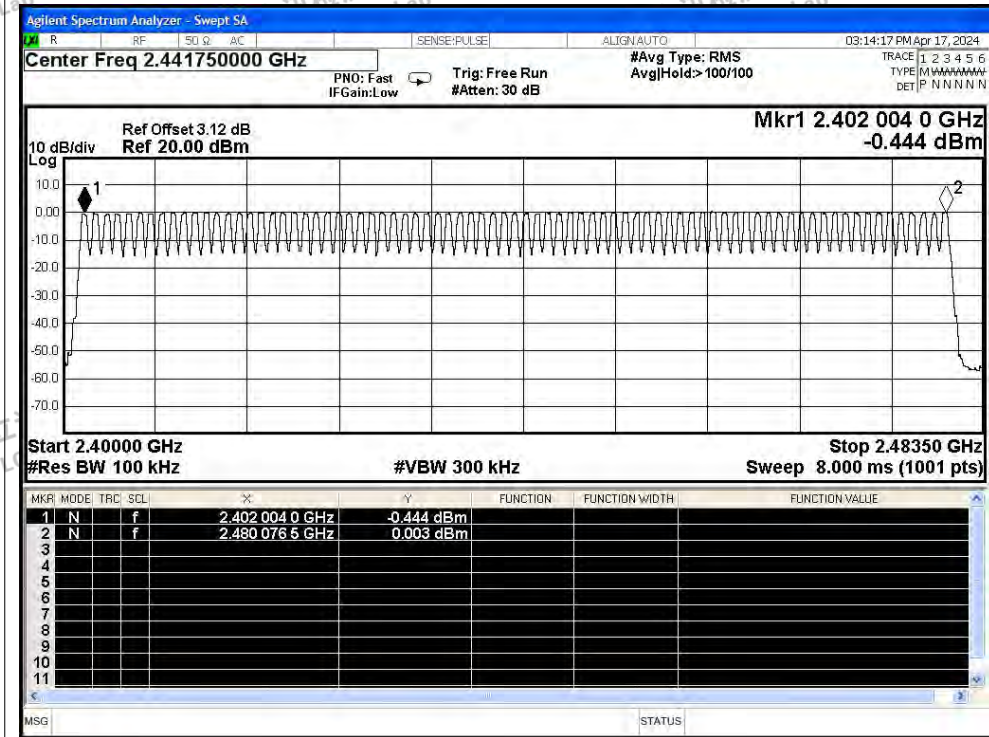 Agilent Spectrum Analyzer - Swept SA
R RF 50 Ω AC SENSE:PULSE ALIGN AUTO 03:14:17 PM Apr 17, 2024
Center Freq 2.441750000 GHz #Avg Type: RMS TRACE 1 2 3 4 5 6
PNO: Fast Trig: Free Run Avg|Hold:>100/100 TYPE M
IFGain:Low #Atten: 30 dB DET P N N N N N
Mkr1 2.402 004 0 GHz
Ref Offset 3.12 dB
10 dB/div Ref 20.00 dBm -0.444 dBm
Log
10.0
1
2
0.00
-10.0
-20.0
-30.0
-40.0
-50.0
-60.0
-70.0
Start 2.40000 GHz Stop 2.48350 GHz
#Res BW 100 kHz #VBW 300 kHz Sweep 8.000 ms (1001 pts)
MKR MODE TRC SCL X Y FUNCTION FUNCTION WIDTH FUNCTION VALUE
1 N f 2.402 004 0 GHz -0.444 dBm
2 N f 2.480 076 5 GHz 0.003 dBm
3
4
5
6
7
8
9
10
11
MSG STATUS